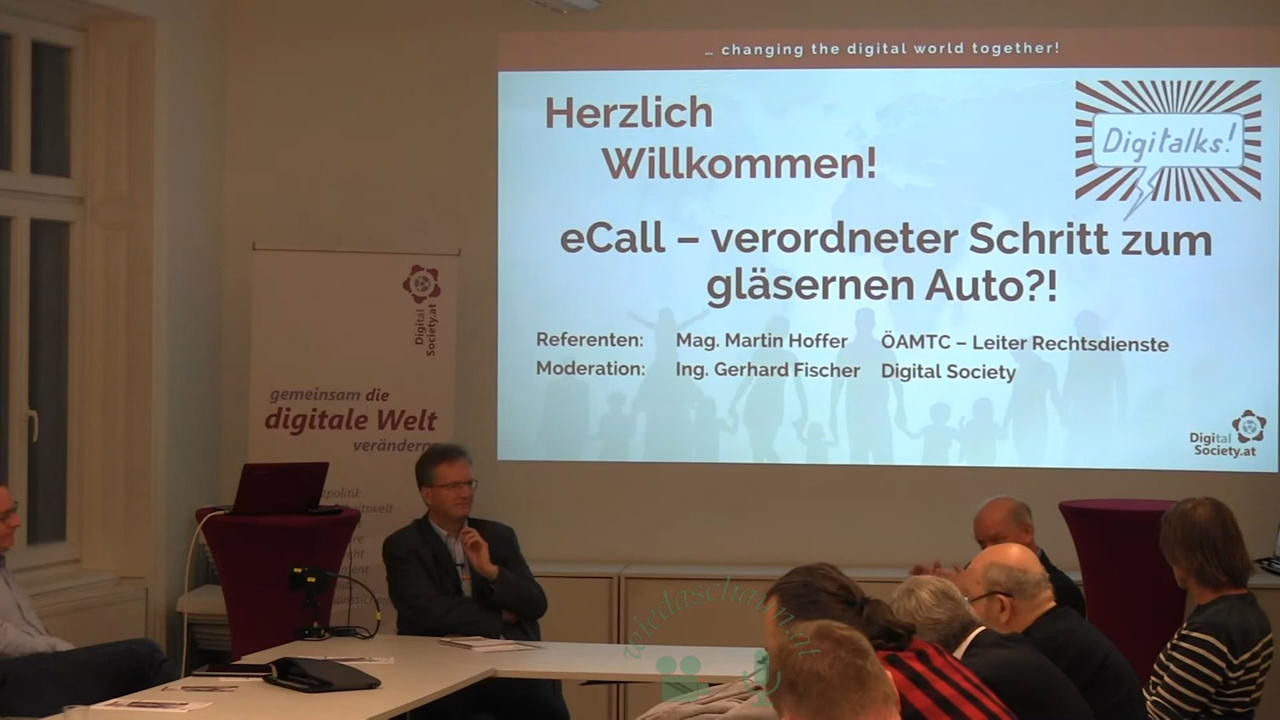 … changing the digital world together!
Herzlich
Willkommen!
Digitalks!
eCall – verordneter Schritt zum
gläsernen Auto?!
Referenten: Mag. Martin Hoffer ÖAMTC – Leiter Rechtsdienste
Moderation: Ing. Gerhard Fischer Digital Society
Digital
Society.at
Digital
Society.at
gemeinsam die
digitale Welt
verändern
wiedaschaun.at